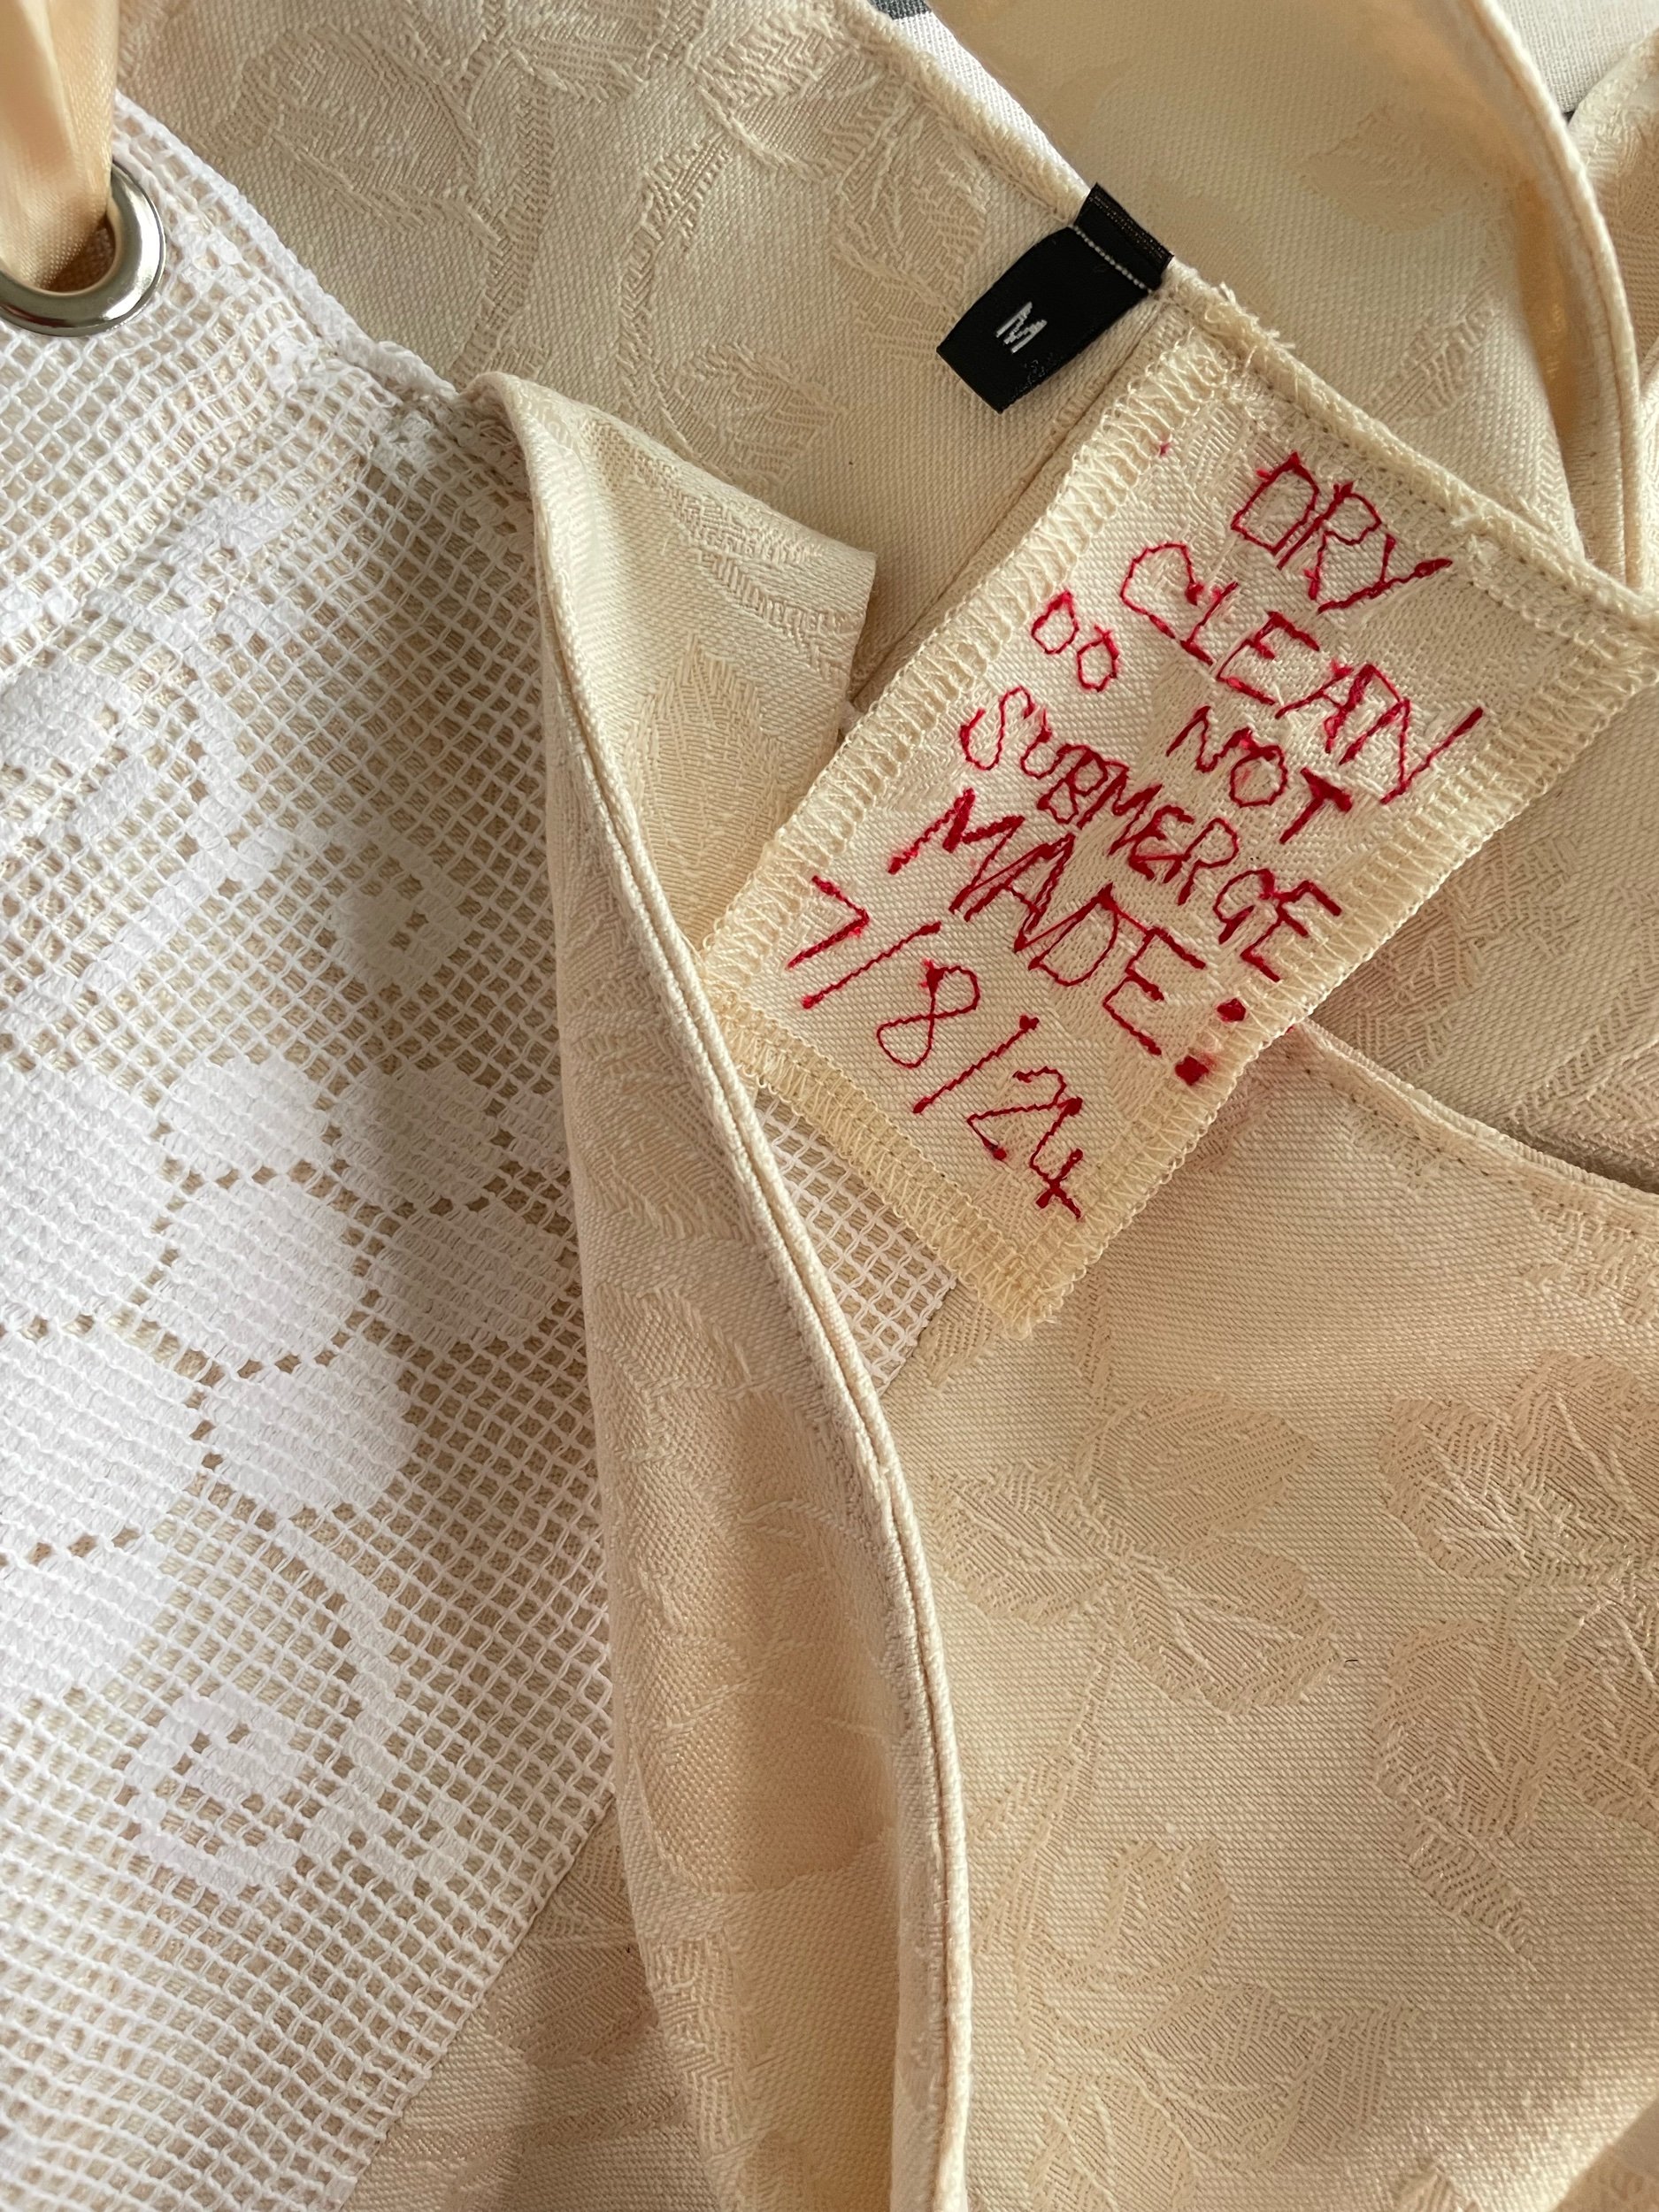 M
DRY
CLEAN
DO NOT
SUBMERGE
MADE:
7/8/24